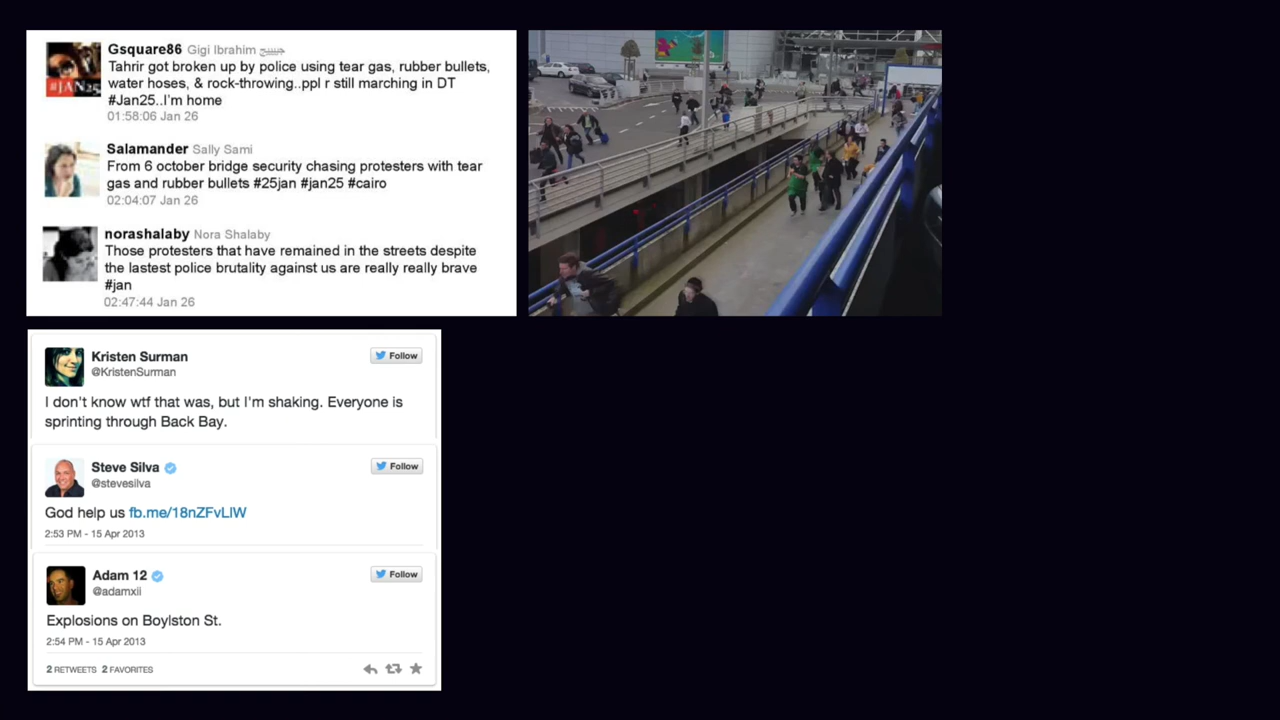 Gsquare86 Gigi Ibrahim
Tahrir got broken up by police using tear gas, rubber bullets,
water hoses, & rock-throwing..ppl r still marching in DT
#Jan25..I'm home
01:58:06 Jan 26
#JAN25
Salamander Sally Sami
From 6 october bridge security chasing protesters with tear
gas and rubber bullets #25jan #jan25 #cairo
02:04:07 Jan 26
norashalaby Nora Shalaby
Those protesters that have remained in the streets despite
the lastest police brutality against us are really really brave
#jan
02:47:44 Jan 26
Kristen Surman
Follow
@KristenSurman
I don't know wtf that was, but I'm shaking. Everyone is
sprinting through Back Bay.
Steve Silva
Follow
@stevesilva
God help us fb.me/18nZFvLlW
2:53 PM - 15 Apr 2013
Adam 12
Follow
@adamxii
Explosions on Boylston St.
2:54 PM - 15 Apr 2013
2 RETWEETS 2 FAVORITES